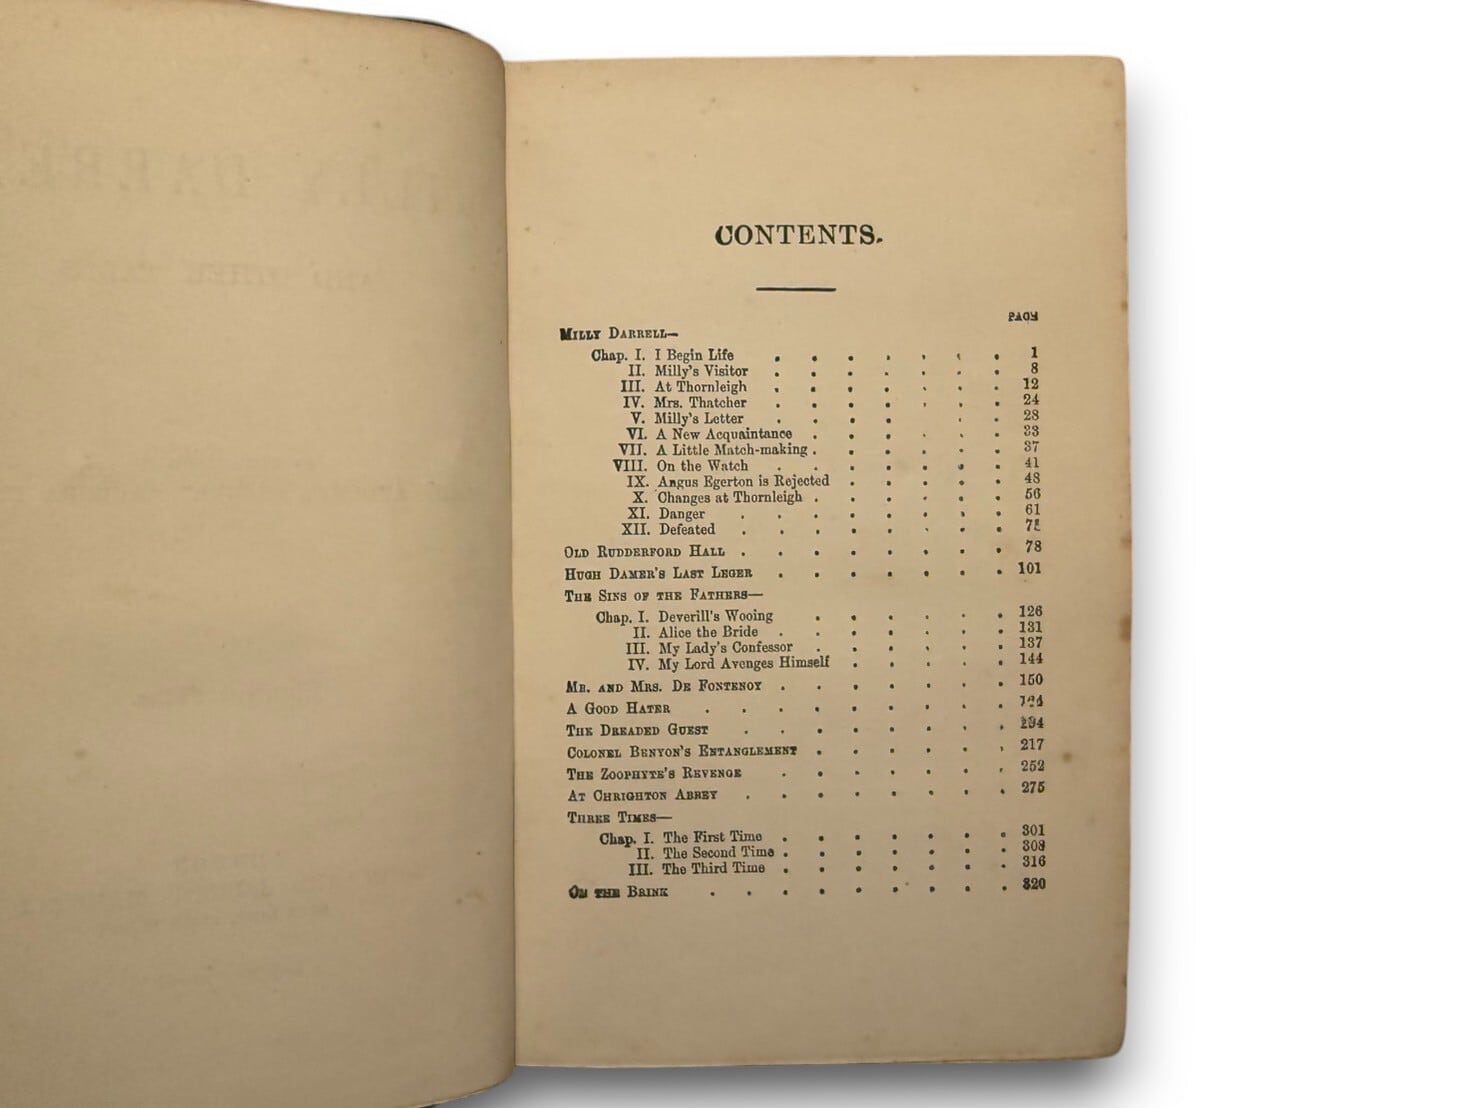 CONTENTS.
PAGE
MILLY DARRELL—
Chap. I. I Begin Life . . . . . . . 1
II. Milly's Visitor . . . . . . . 8
III. At Thornleigh . . . . . . . 12
IV. Mrs. Thatcher . . . . . . . 24
V. Milly's Letter . . . . . . 28
VI. A New Acquaintance . . . . . . 33
VII. A Little Match-making . . . . . . 37
VIII. On the Watch . . . . . . . 41
IX. Angus Egerton is Rejected . . . . . 48
X. Changes at Thornleigh . . . . . . 56
XI. Danger . . . . . . . . 61
XII. Defeated . . . . . . . .
OLD RUDDERFORD HALL . . . . . . . . 78
HUGH DAMER'S LAST LEGER . . . . . . . 101
THE SINS OF THE FATHERS—
Chap. I. Deverill's Wooing . . . . . . 126
II. Alice the Bride . . . . . . . 131
III. My Lady's Confessor . . . . . . 137
IV. My Lord Avenges Himself . . . . . 144
MR. AND MRS. DE FONTENOY . . . . . . . 150
A GOOD HATER . . . . . . . . .
THE DREADED GUEST . . . . . . . .
COLONEL BENYON'S ENTANGLEMENT . . . . . . 217
THE ZOOPHYTE'S REVENGE . . . . . . . 252
AT CHRIGHTON ABBEY . . . . . . . . 275
THREE TIMES—
Chap. I. The First Time . . . . . . . 301
II. The Second Time . . . . . . . 308
III. The Third Time . . . . . . . 316
ON THE BRINK . . . . . . . . . 320